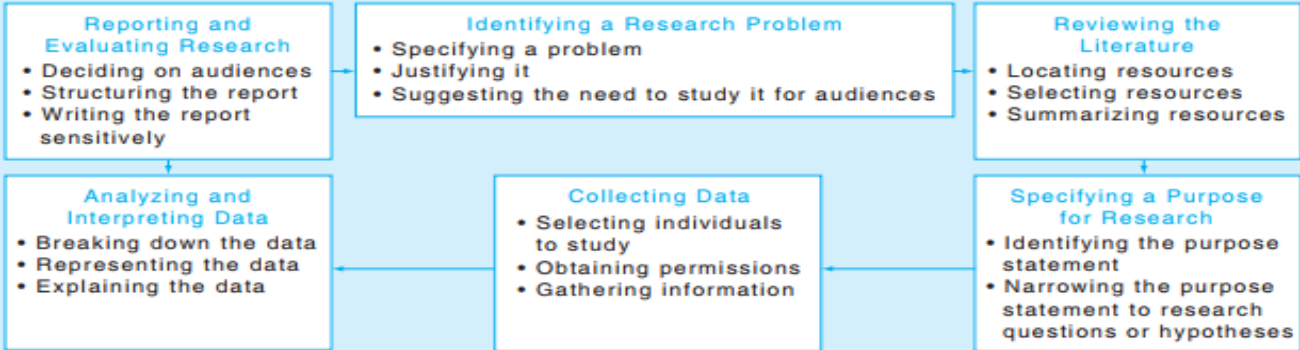 Reporting and
Evaluating Research
• Deciding on audiences
• Structuring the report
• Writing the report
sensitively
Identifying a Research Problem
• Specifying a problem
• Justifying it
• Suggesting the need to study it for audiences
Reviewing the
Literature
• Locating resources
• Selecting resources
• Summarizing resources
Analyzing and
Interpreting Data
• Breaking down the data
• Representing the data
• Explaining the data
Collecting Data
• Selecting individuals
to study
• Obtaining permissions
• Gathering information
Specifying a Purpose
for Research
• Identifying the purpose
statement
• Narrowing the purpose
statement to research
questions or hypotheses